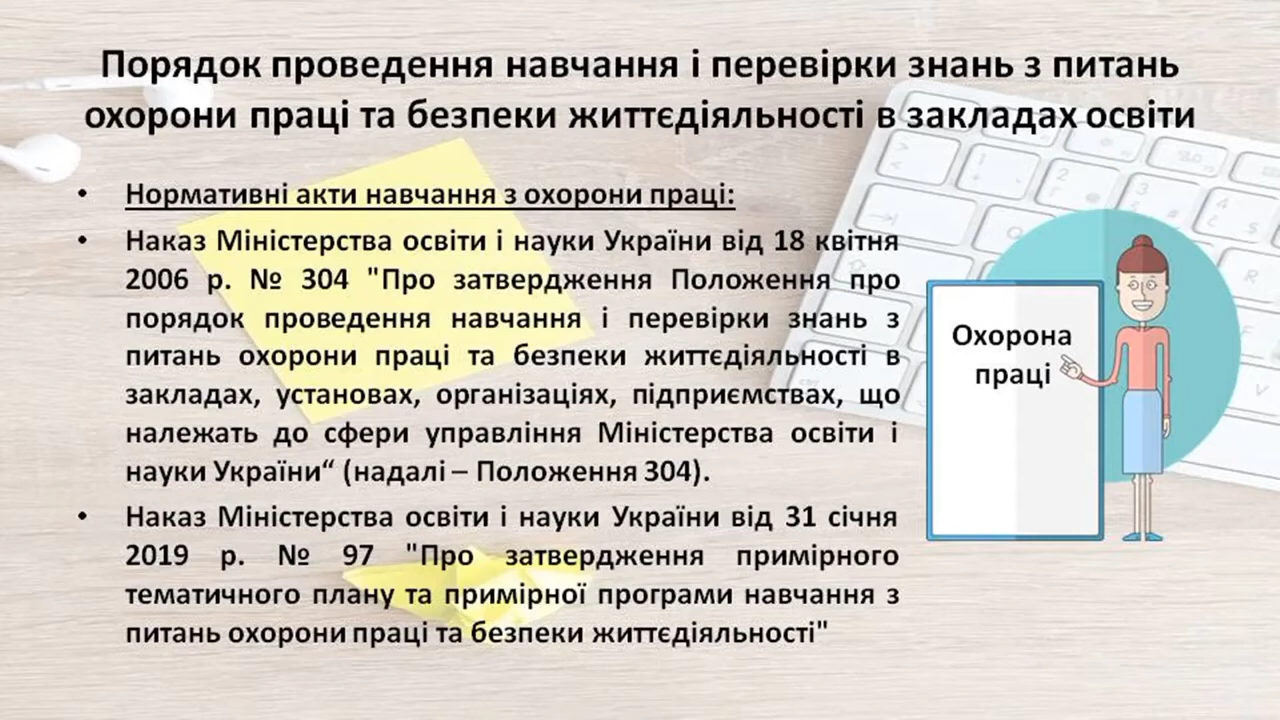 Порядок проведення навчання і перевірки знань з питань
охорони праці та безпеки життєдіяльності в закладах освіти
• Нормативні акти навчання з охорони праці:
• Наказ Міністерства освіти і науки України від 18 квітня
2006 р. № 304 "Про затвердження Положення про
порядок проведення навчання і перевірки знань з
питань охорони праці та безпеки життєдіяльності в
закладах, установах, організаціях, підприємствах, що
належать до сфери управління Міністерства освіти і
науки України“ (надалі – Положення 304).
• Наказ Міністерства освіти і науки України від 31 січня
2019 р. № 97 "Про затвердження примірного
тематичного плану та примірної програми навчання з
питань охорони праці та безпеки життєдіяльності"
Охорона
праці